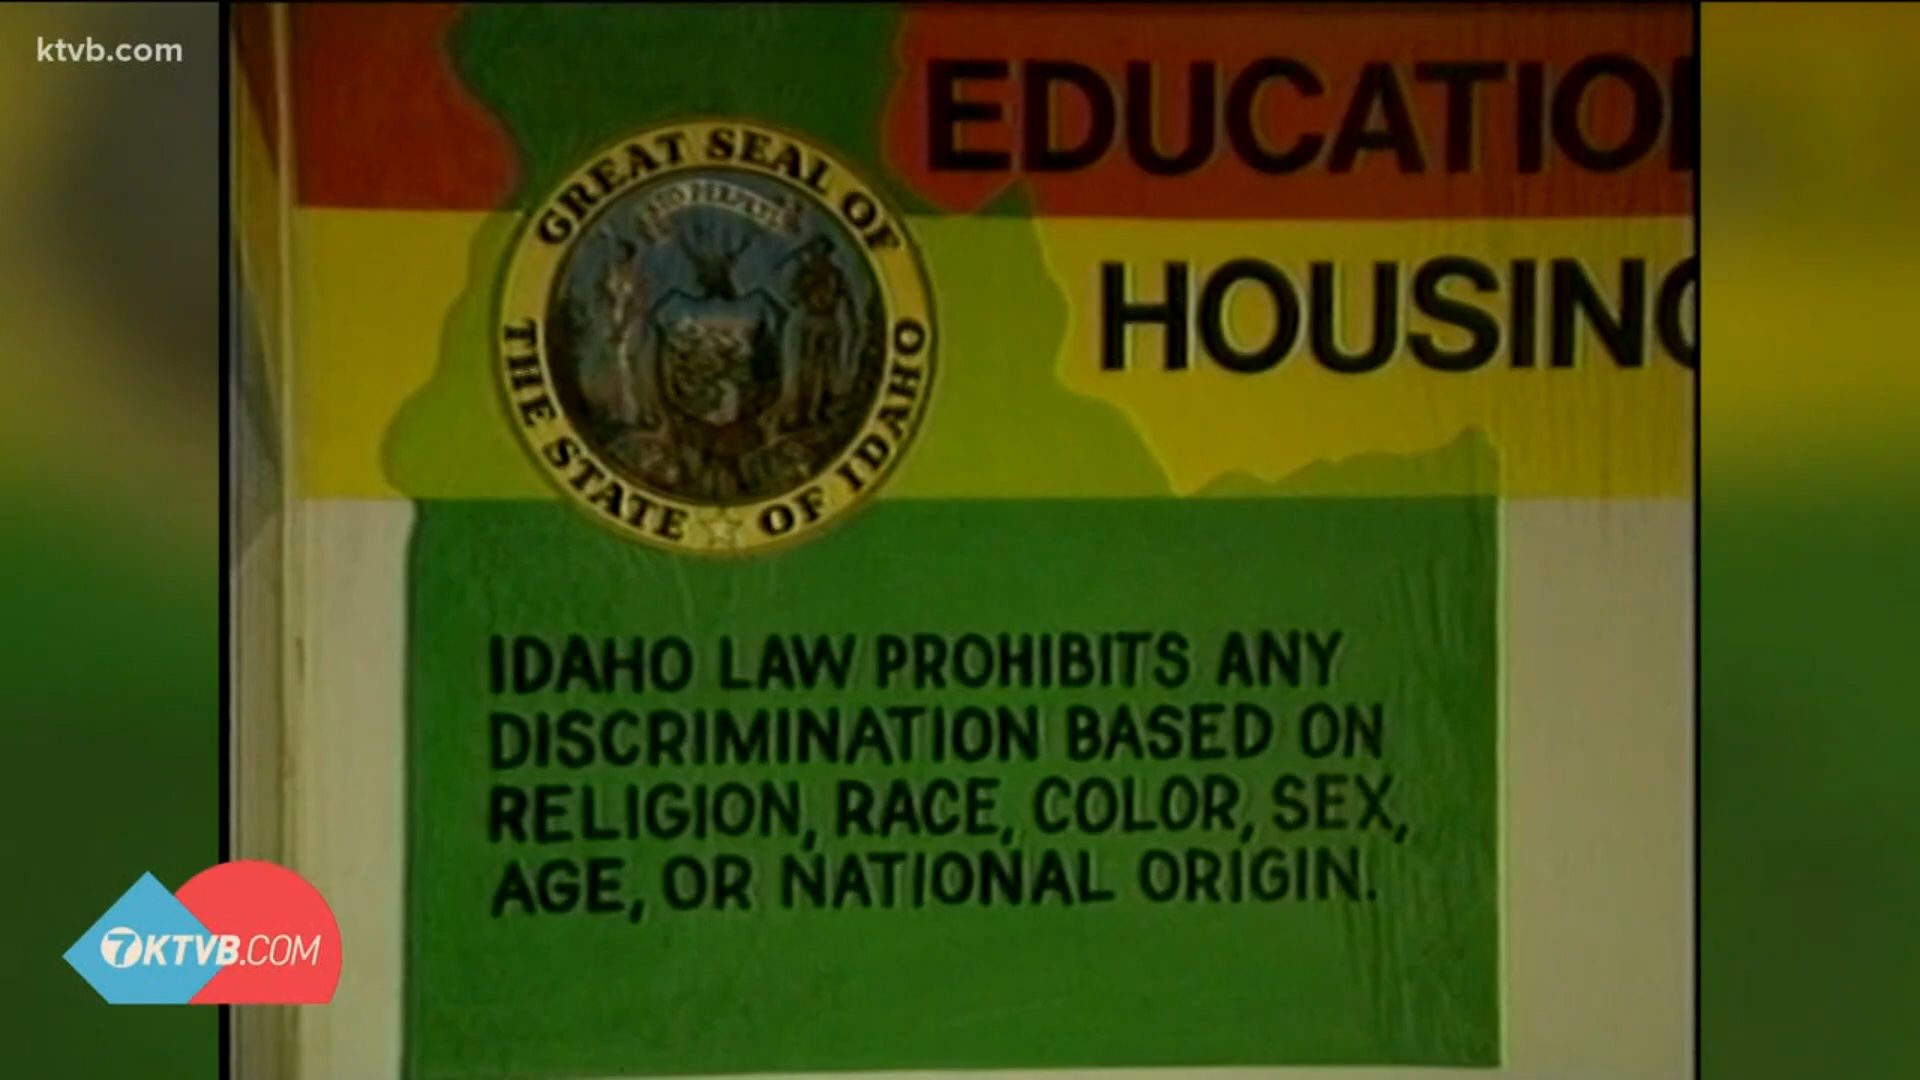 ktvb.com
EDUCATIO
HOUSING
GREAT SEAL OF
THE STATE OF IDAHO
IDAHO LAW PROHIBITS ANY
DISCRIMINATION BASED ON
RELIGION, RACE, COLOR, SEX,
AGE, OR NATIONAL ORIGIN.
7KTVB.COM